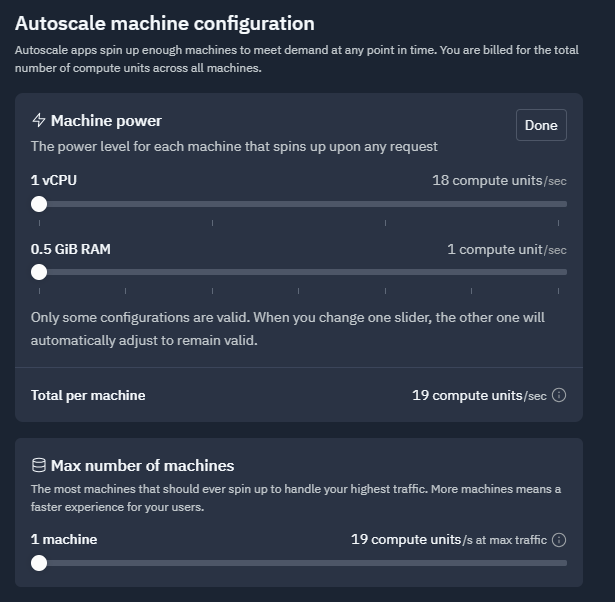 Autoscale machine configuration
Autoscale apps spin up enough machines to meet demand at any point in time. You are billed for the total
number of compute units across all machines.
Machine power
Done
The power level for each machine that spins up upon any request
1 vCPU
18 compute units/sec
0.5 GiB RAM
1 compute unit/sec
Only some configurations are valid. When you change one slider, the other one will
automatically adjust to remain valid.
Total per machine
19 compute units/sec
Max number of machines
The most machines that should ever spin up to handle your highest traffic. More machines means a
faster experience for your users.
1 machine
19 compute units/s at max traffic